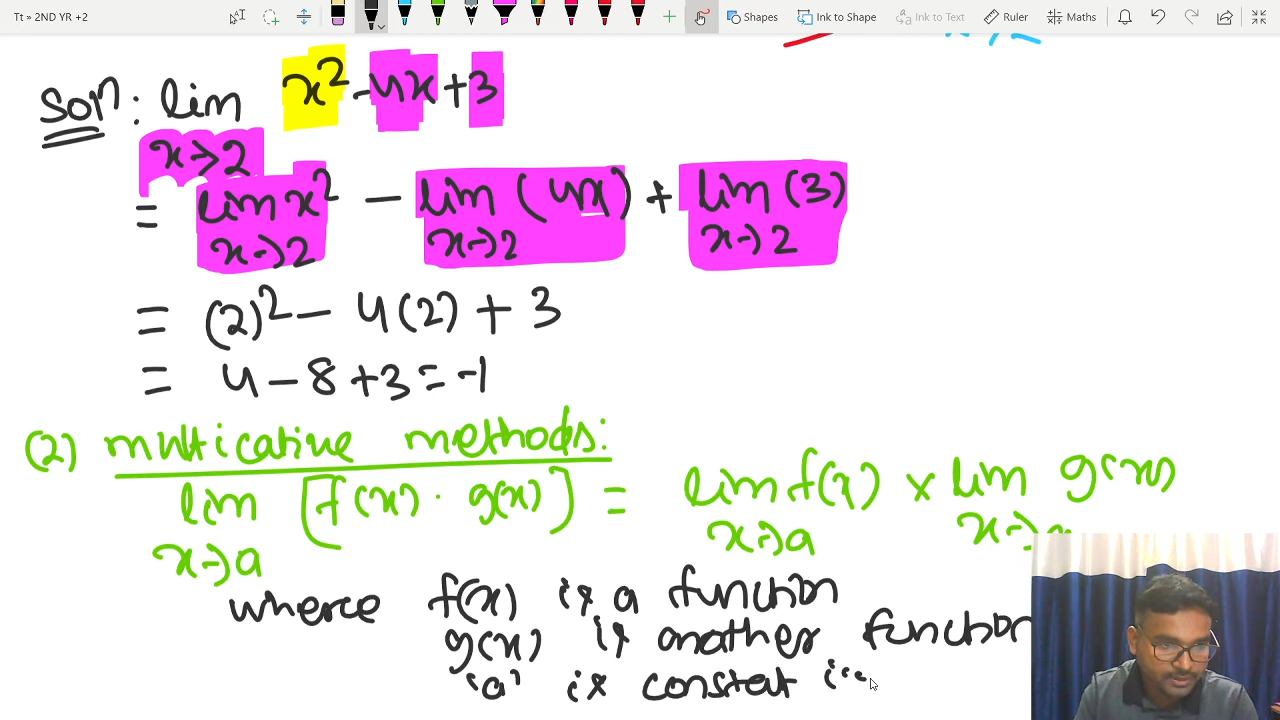 Tt » 2ND YR +2
Shapes
Ink to Shape
Ink to Text
Ruler
Maths
Soln: lim x² - 4x + 3
x→2
= lim x² - lim (4x) + lim (3)
x→2 x→2 x→2
= (2)² - 4(2) + 3
= 4 - 8 + 3 = -1
(2) multicative methods:
lim [f(x) · g(x)] = lim f(x) × lim g(x)
x→a x→a x→
where f(x) is a function
g(x) is another function
'a' is constat